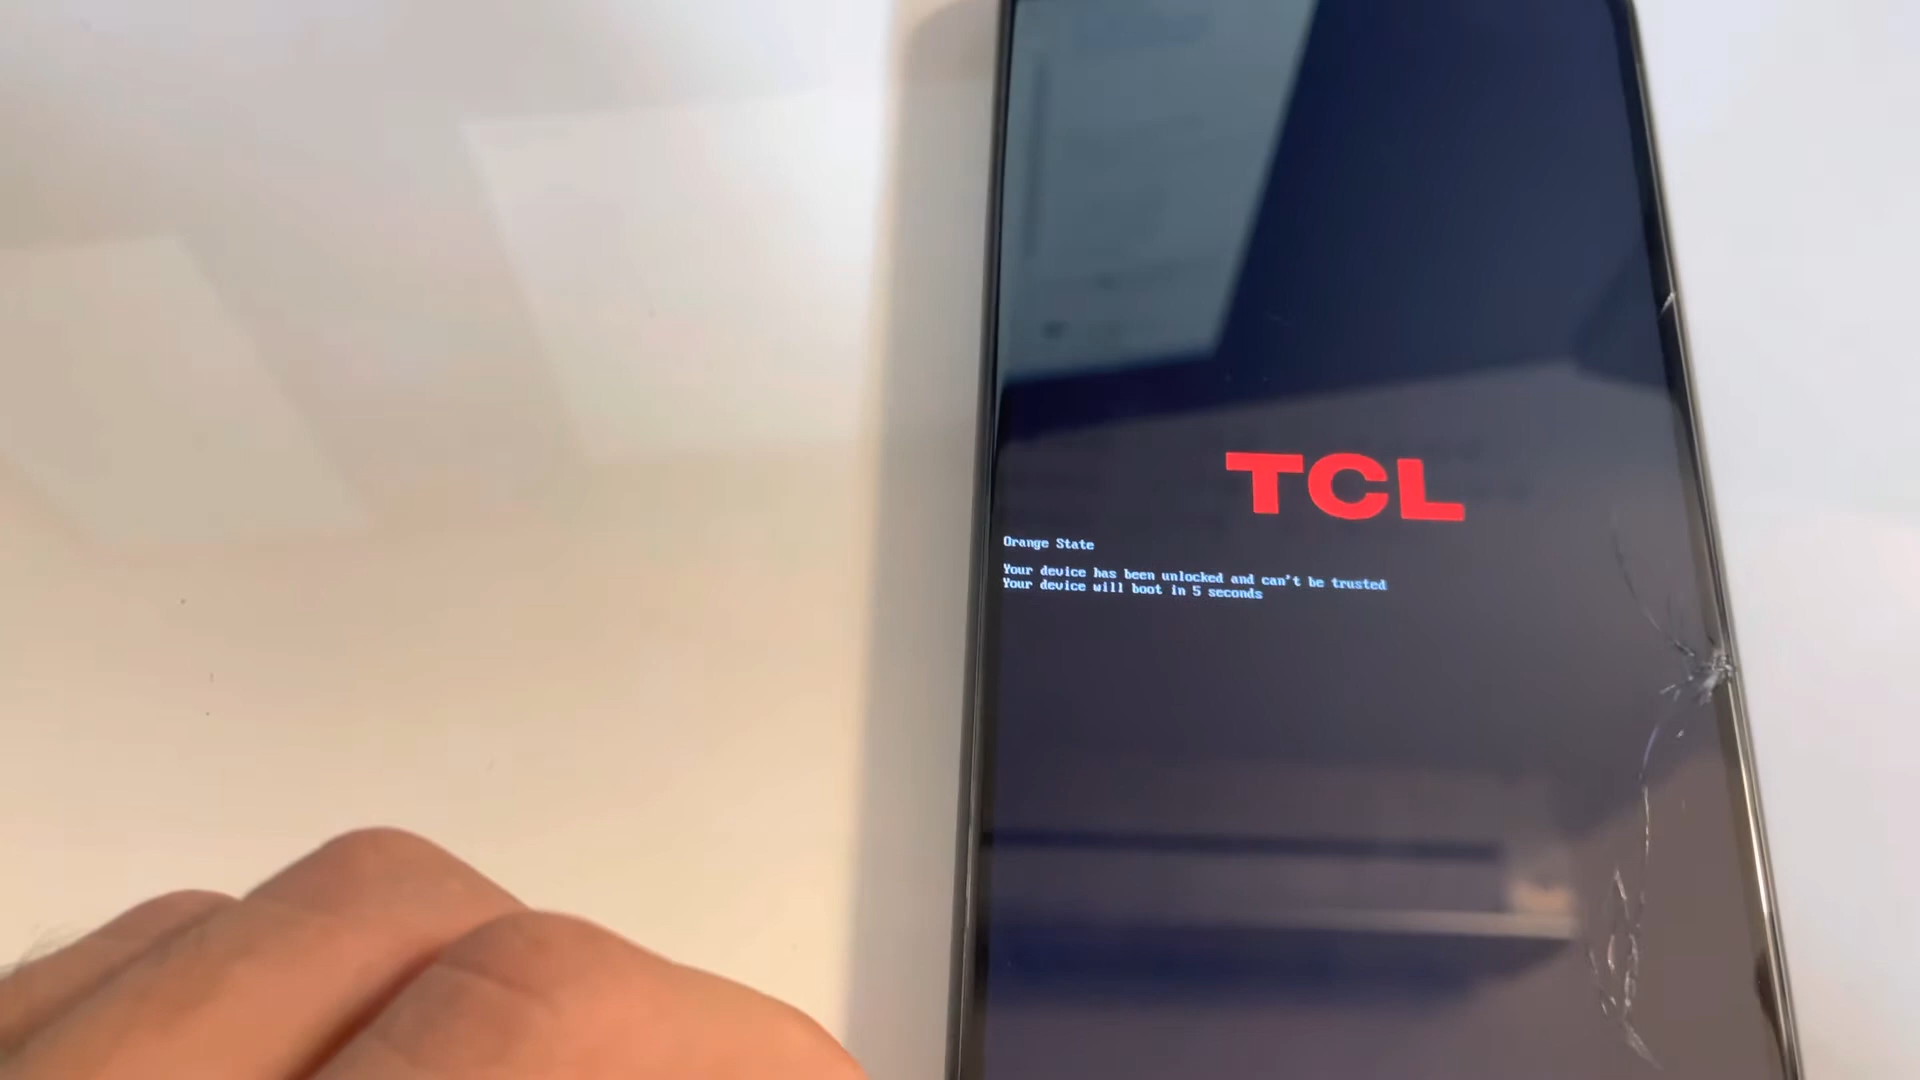 TCL
Orange State
Your device has been unlocked and can't be trusted
Your device will boot in 5 seconds